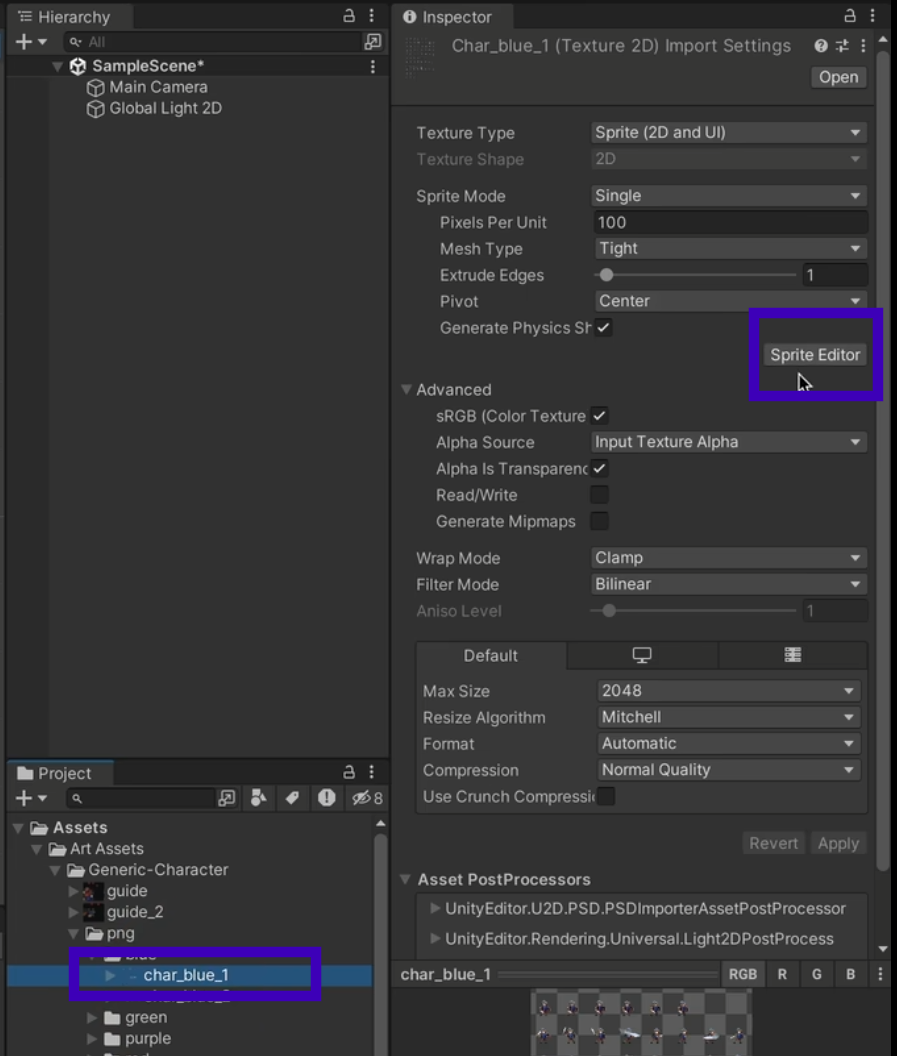 Hierarchy
All
SampleScene*
Main Camera
Global Light 2D
Inspector
Char_blue_1 (Texture 2D) Import Settings
Open
Texture Type Sprite (2D and UI)
Texture Shape 2D
Sprite Mode Single
Pixels Per Unit 100
Mesh Type Tight
Extrude Edges 1
Pivot Center
Generate Physics Sh
Sprite Editor
Advanced
sRGB (Color Texture
Alpha Source Input Texture Alpha
Alpha Is Transparenc
Read/Write
Generate Mipmaps
Wrap Mode Clamp
Filter Mode Bilinear
Aniso Level 1
Default
Max Size 2048
Resize Algorithm Mitchell
Format Automatic
Compression Normal Quality
Use Crunch Compressi
Revert Apply
Asset PostProcessors
UnityEditor.U2D.PSD.PSDImporterAssetPostProcessor
UnityEditor.Rendering.Universal.Light2DPostProcess
char_blue_1 RGB R G B
Project
8
Assets
Art Assets
Generic-Character
guide
guide_2
png
blue
char_blue_1
green
purple